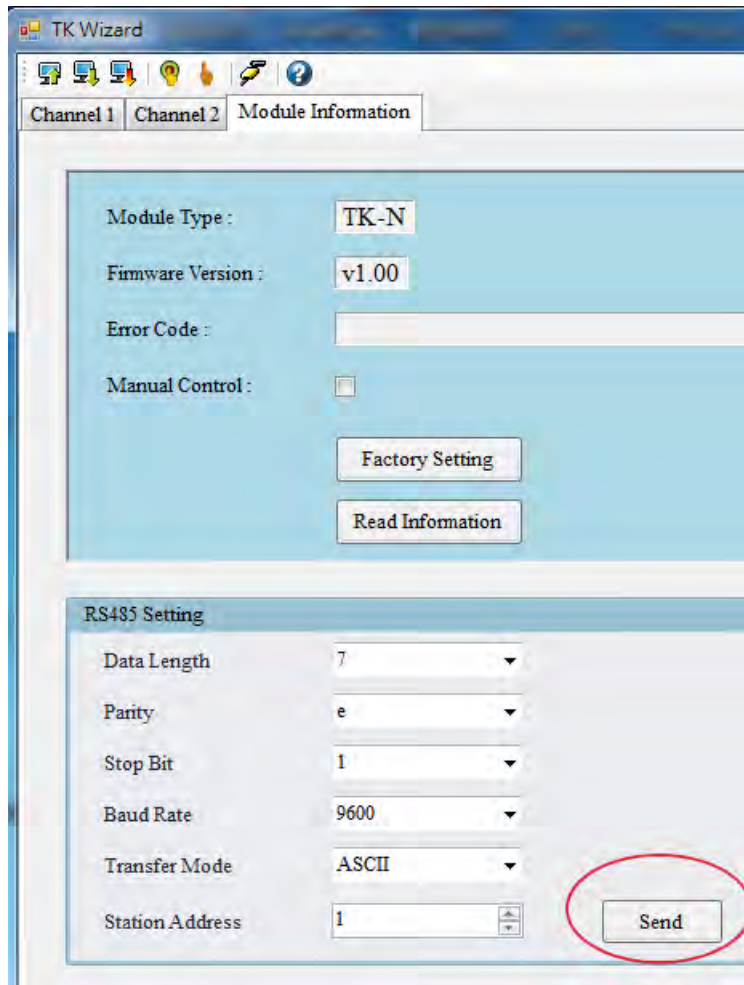 TK Wizard
Channel 1 Channel 2 Module Information
Module Type : TK-N
Firmware Version : v1.00
Error Code :
Manual Control :
Factory Setting
Read Information
RS485 Setting
Data Length 7
Parity e
Stop Bit 1
Baud Rate 9600
Transfer Mode ASCII
Station Address 1 Send